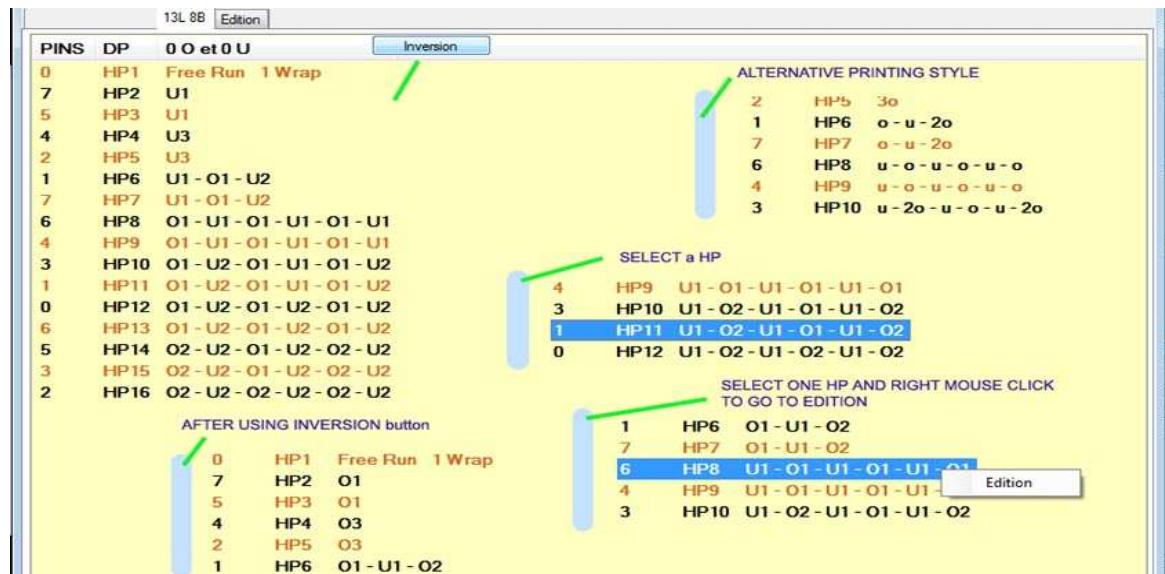 13L 8B Edition
PINS DP 0 O et 0 U Inversion
0 HP1 Free Run 1 Wrap
7 HP2 U1
5 HP3 U1
4 HP4 U3
2 HP5 U3
1 HP6 U1 - O1 - U2
7 HP7 U1 - O1 - U2
6 HP8 O1 - U1 - O1 - U1 - O1 - U1
4 HP9 O1 - U1 - O1 - U1 - O1 - U1
3 HP10 O1 - U2 - O1 - U1 - O1 - U2
1 HP11 O1 - U2 - O1 - U1 - O1 - U2
0 HP12 O1 - U2 - O1 - U2 - O1 - U2
6 HP13 O1 - U2 - O1 - U2 - O1 - U2
5 HP14 O2 - U2 - O1 - U2 - O2 - U2
3 HP15 O2 - U2 - O1 - U2 - O2 - U2
2 HP16 O2 - U2 - O2 - U2 - O2 - U2
ALTERNATIVE PRINTING STYLE
2 HP5 3o
1 HP6 o - u - 2o
7 HP7 o - u - 2o
6 HP8 u - o - u - o - u - o
4 HP9 u - o - u - o - u - o
3 HP10 u - 2o - u - o - u - 2o
SELECT a HP
4 HP9 U1 - O1 - U1 - O1 - U1 - O1
3 HP10 U1 - O2 - U1 - O1 - U1 - O2
1 HP11 U1 - O2 - U1 - O1 - U1 - O2
0 HP12 U1 - O2 - U1 - O2 - U1 - O2
SELECT ONE HP AND RIGHT MOUSE CLICK
TO GO TO EDITION
1 HP6 O1 - U1 - O2
7 HP7 O1 - U1 - O2
6 HP8 U1 - O1 - U1 - O1 - U1 - O1
4 HP9 U1 - O1 - U1 - O1 - U1 -
Edition
3 HP10 U1 - O2 - U1 - O1 - U1 - O2
AFTER USING INVERSION button
0 HP1 Free Run 1 Wrap
7 HP2 O1
5 HP3 O1
4 HP4 O3
2 HP5 O3
1 HP6 O1 - U1 - O2